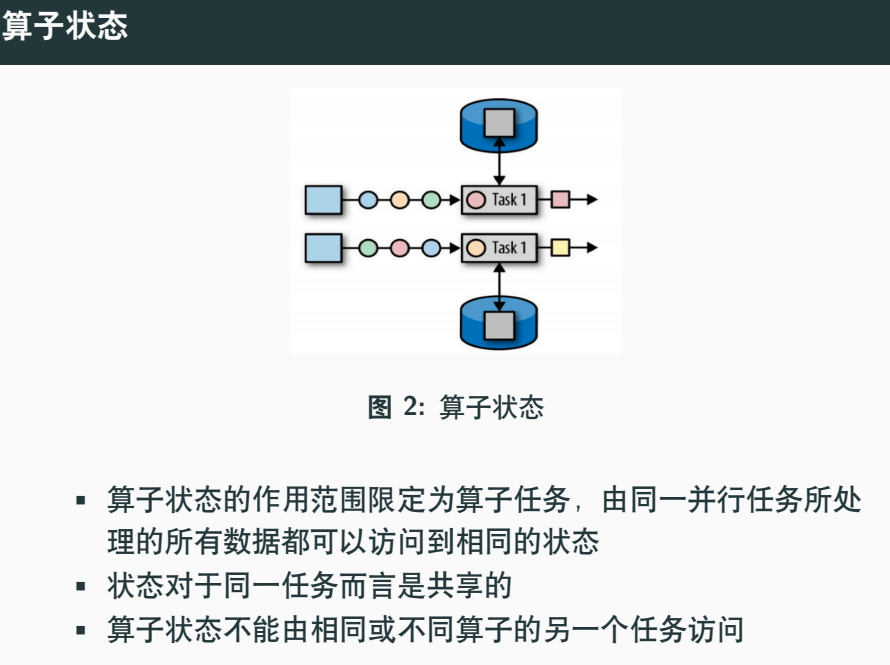 算子状态
Task 1
Task 1
图 2: 算子状态
▪ 算子状态的作用范围限定为算子任务，由同一并行任务所处
理的所有数据都可以访问到相同的状态
▪ 状态对于同一任务而言是共享的
▪ 算子状态不能由相同或不同算子的另一个任务访问